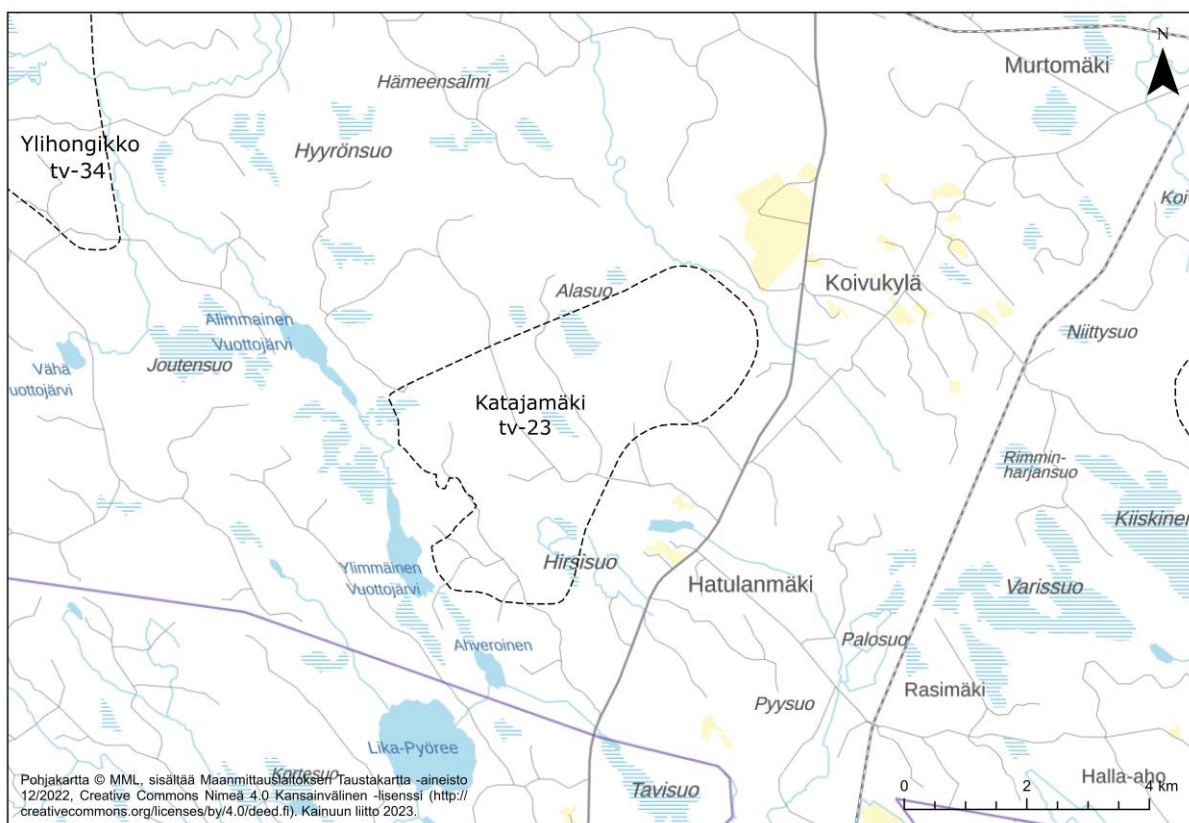 N
Murtomäki
Hämeensalmi
Ylihongikko
tv-34
Hyyrönsuo
Koi
Koivukylä
Alasuo
Alimmainen
Vuottojärvi
Niittysuo
Vähä
uottojärvi
Joutensuo
Katajamäki
tv-23
Rimmin-
harjansuo
Kiiskinen
Hirsisuo
Ylimmäinen
Vuottojärvi
Hatulanmäki
Varissuo
Ahveroinen
Palosuo
Rasimäki
Pyysuo
Lika-Pyöree
Kortesuo
Halla-aho
Tavisuo
0 2 4 km
Pohjakartta © MML, sisältää Maanmittauslaitoksen Taustakartta -aineisto
12/2022, Creative Commons Nimeä 4.0 Kansainvälinen -lisenssi (http://
creativecommons.org/licenses/by/4.0/deed.fi). Kainuun liitto 2023.